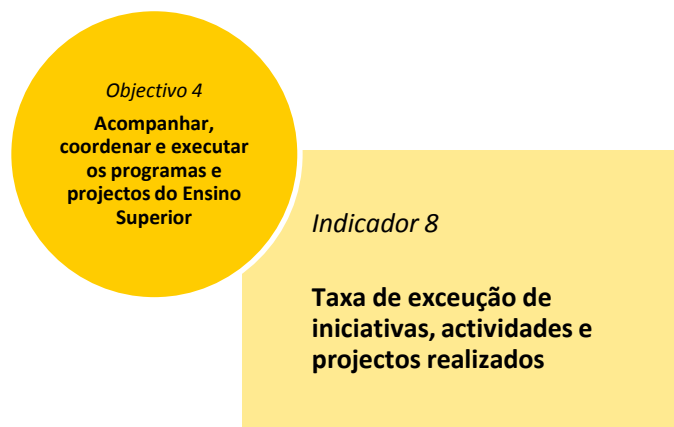 Objectivo 4
Acompanhar,
coordenar e executar
os programas e
projectos do Ensino
Superior
Indicador 8
Taxa de exceução de
iniciativas, actividades e
projectos realizados